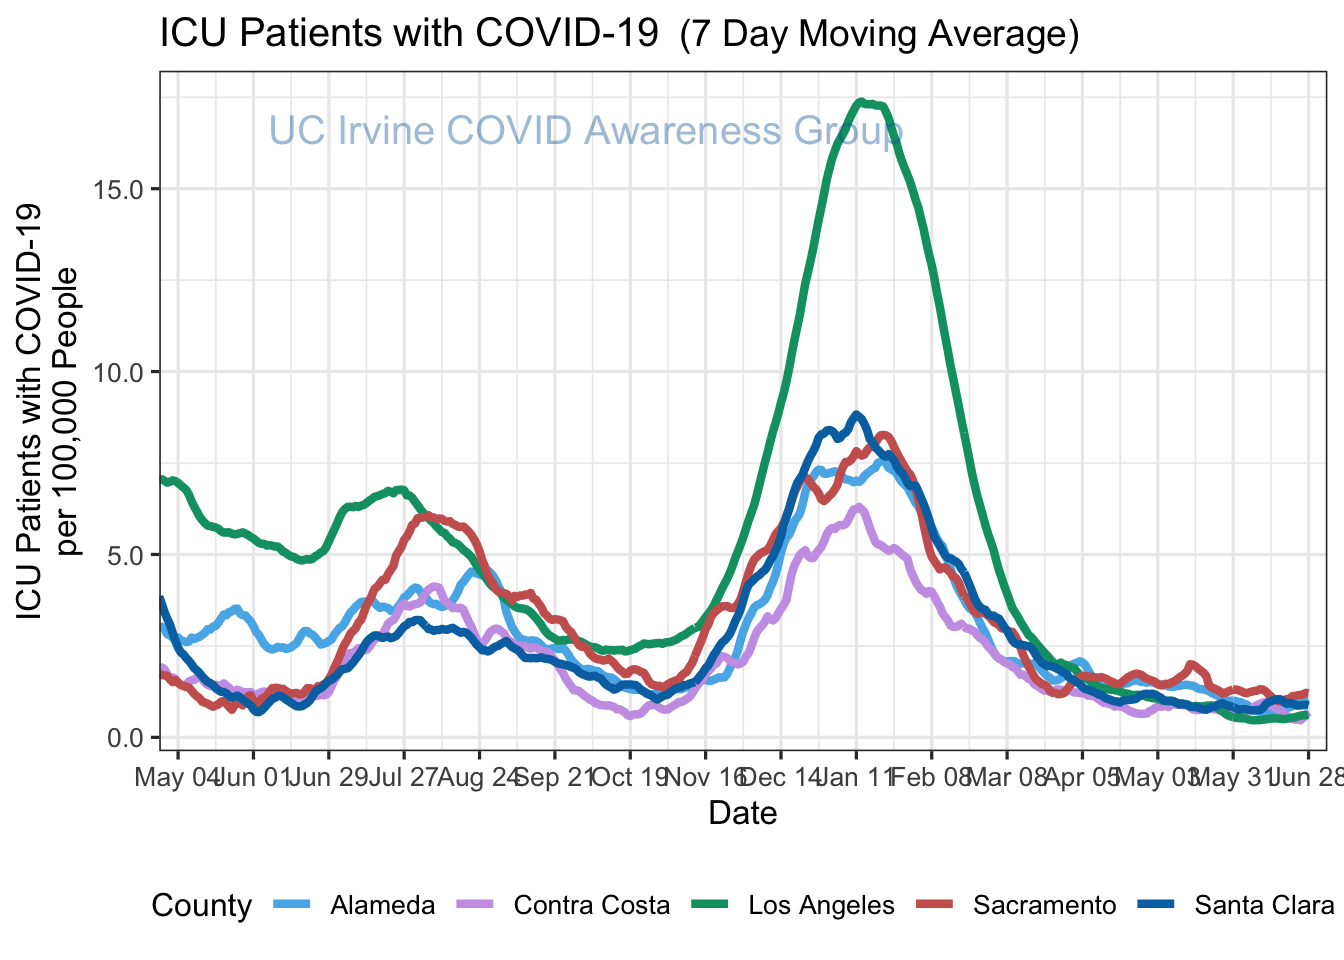 ICU Patients with COVID-19 (7 Day Moving Average)
UC Irvine COVID Awareness Group
ICU Patients with COVID-19
per 100,000 People
15.0
10.0
5.0
0.0
May 04 Jun 01 Jun 29 Jul 27 Aug 24 Sep 21 Oct 19 Nov 16 Dec 14 Jan 11 Feb 08 Mar 08 Apr 05 May 03 May 31 Jun 28
Date
County Alameda Contra Costa Los Angeles Sacramento Santa Clara